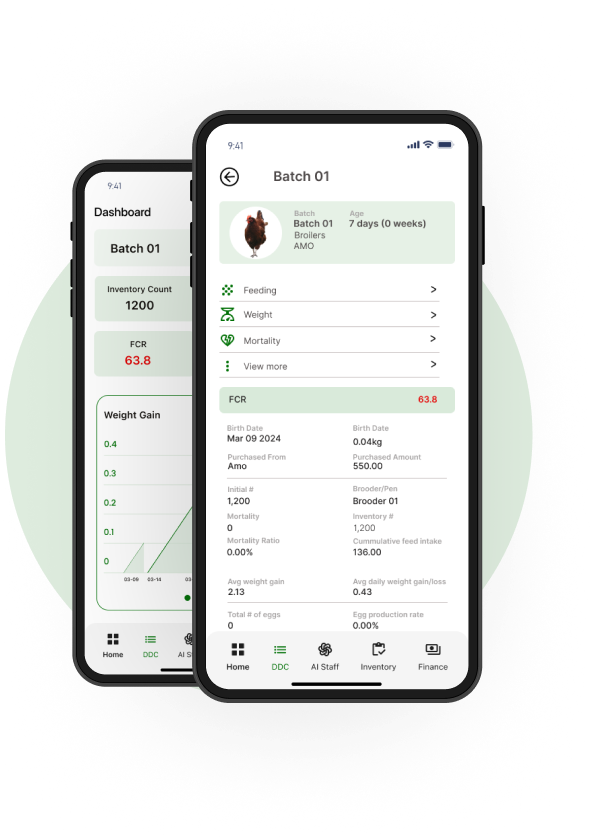 9:41
Dashboard
Batch 01
Inventory Count
1200
FCR
63.8
Weight Gain
0.4
0.3
0.2
0.1
0
03-09 03-14
Home DDC
9:41
Batch 01
Batch Age
Batch 01 7 days (0 weeks)
Broilers
AMO
Feeding >
Weight >
Mortality >
View more >
FCR 63.8
Birth Date Birth Date
Mar 09 2024 0.04kg
Purchased From Purchased Amount
Amo 550.00
Initial # Brooder/Pen
1,200 Brooder 01
Mortality Inventory #
0 1,200
Mortality Ratio Cummulative feed intake
0.00% 136.00
Avg weight gain Avg daily weight gain/loss
2.13 0.43
Total # of eggs Egg production rate
0 0.00%
Home DDC AI Staff Inventory Finance